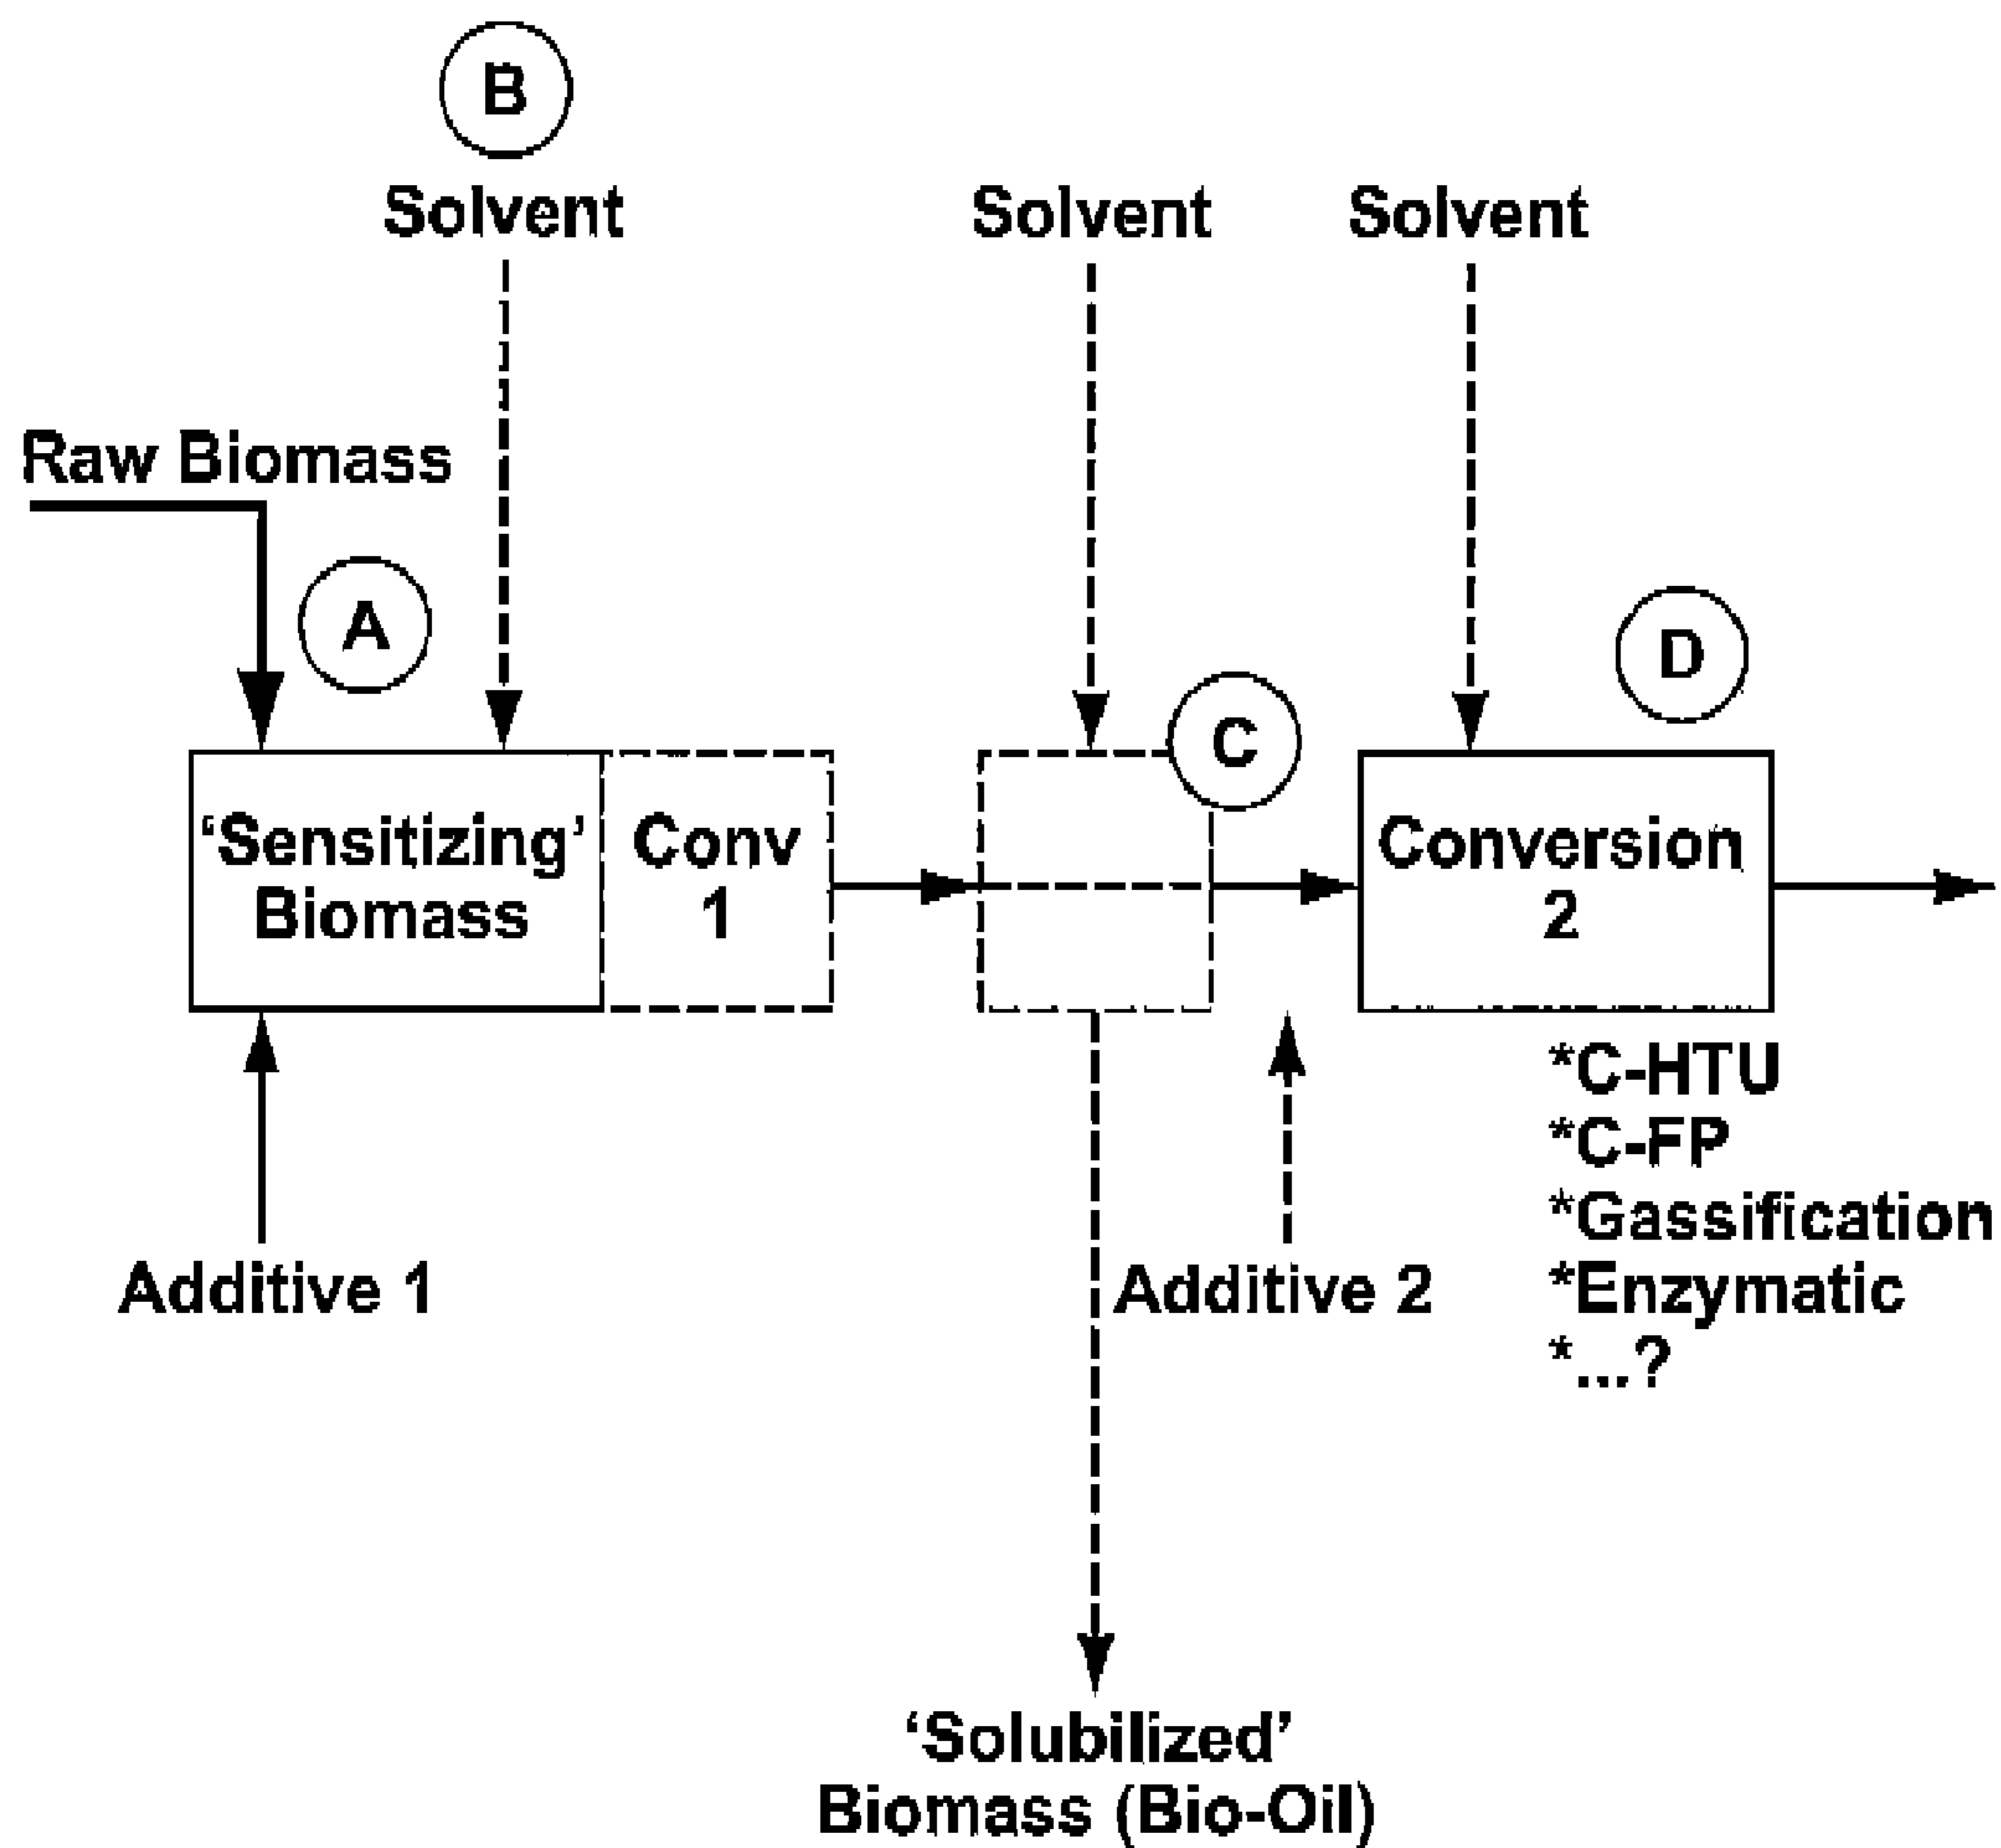 B
Solvent
Solvent
Solvent
Raw Biomass
A
D
C
‘Sensitizing’
Biomass
Conv
1
Conversion
2
*C-HTU
*C-FP
*Gassification
*Enzymatic
*...?
Additive 1
Additive 2
‘Solubilized’
Biomass (Bio-Oil)